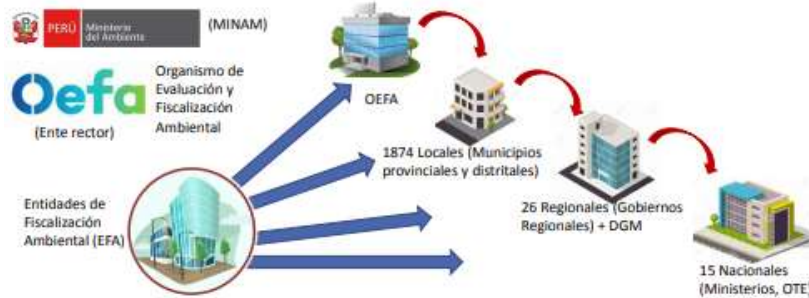 PERÚ
Ministerio
del Ambiente
(MINAM)
Oefa
Organismo de
Evaluación y
Fiscalización
Ambiental
(Ente rector)
OEFA
1874 Locales (Municipios
provinciales y distritales)
Entidades de
Fiscalización
Ambiental (EFA)
26 Regionales (Gobiernos
Regionales) + DGM
15 Nacionales
(Ministerios, OTE)